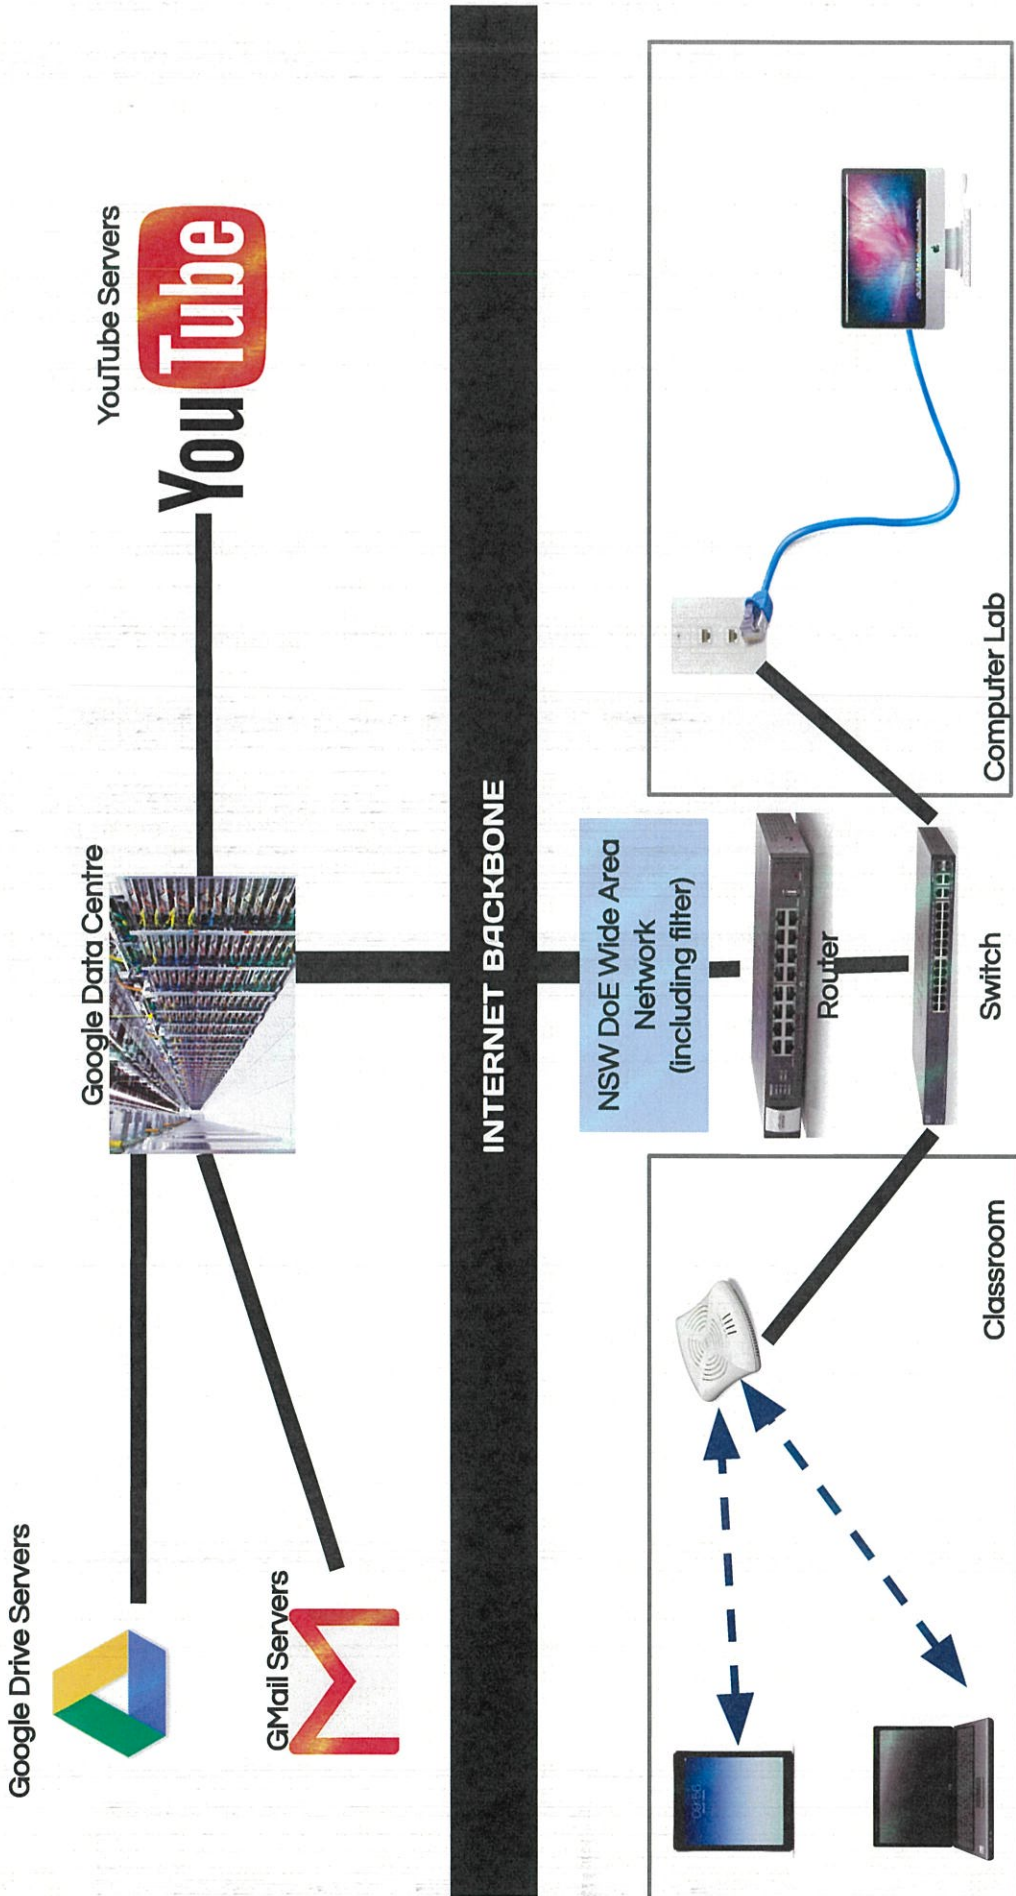 Google Drive Servers
GMail Servers
Google Data Centre
YouTube Servers
You Tube
INTERNET BACKBONE
NSW DoE Wide Area
Network
(including filter)
Router
Switch
Classroom
Computer Lab